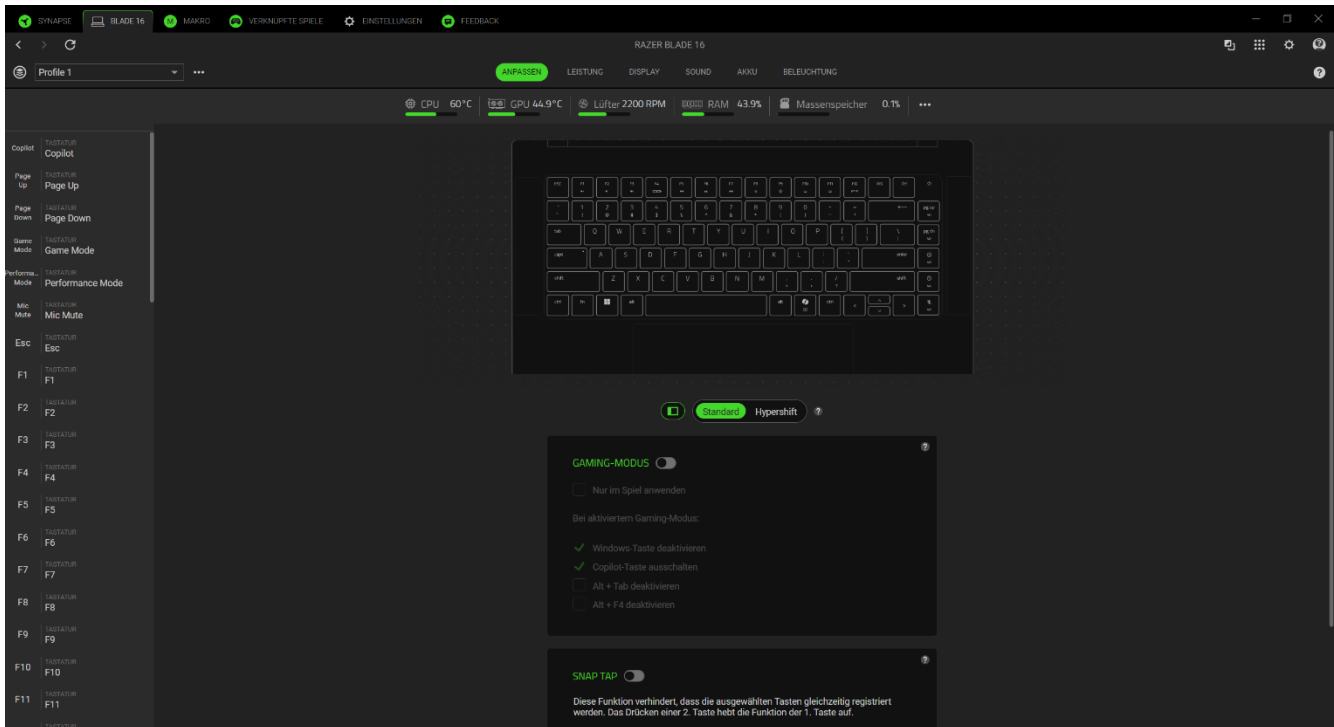 SYNAPSE
BLADE 16
MAKRO
VERKNÜPFTE SPIELE
EINSTELLUNGEN
FEEDBACK
RAZER BLADE 16
Profile 1
ANPASSEN
LEISTUNG
DISPLAY
SOUND
AKKU
BELEUCHTUNG
CPU 60°C
GPU 44.9°C
Lüfter 2200 RPM
RAM 43.9%
Massenspeicher 0.1%
Copilot TASTATUR
Copilot
Page Up TASTATUR
Page Up
Page Down TASTATUR
Page Down
Game Mode TASTATUR
Game Mode
Performa... Mode TASTATUR
Performance Mode
Mic Mute TASTATUR
Mic Mute
Esc TASTATUR
Esc
F1 TASTATUR
F1
F2 TASTATUR
F2
F3 TASTATUR
F3
F4 TASTATUR
F4
F5 TASTATUR
F5
F6 TASTATUR
F6
F7 TASTATUR
F7
F8 TASTATUR
F8
F9 TASTATUR
F9
F10 TASTATUR
F10
F11 TASTATUR
F11
Q W E R T Y U I O P
A S D F G H J K L
shift Z X C V B N M shift
Standard
Hypershift
GAMING-MODUS
Nur im Spiel anwenden
Bei aktiviertem Gaming-Modus:
Windows-Taste deaktivieren
Copilot-Taste ausschalten
Alt + Tab deaktivieren
Alt + F4 deaktivieren
SNAP TAP
Diese Funktion verhindert, dass die ausgewählten Tasten gleichzeitig registriert
werden. Das Drücken einer 2. Taste hebt die Funktion der 1. Taste auf.